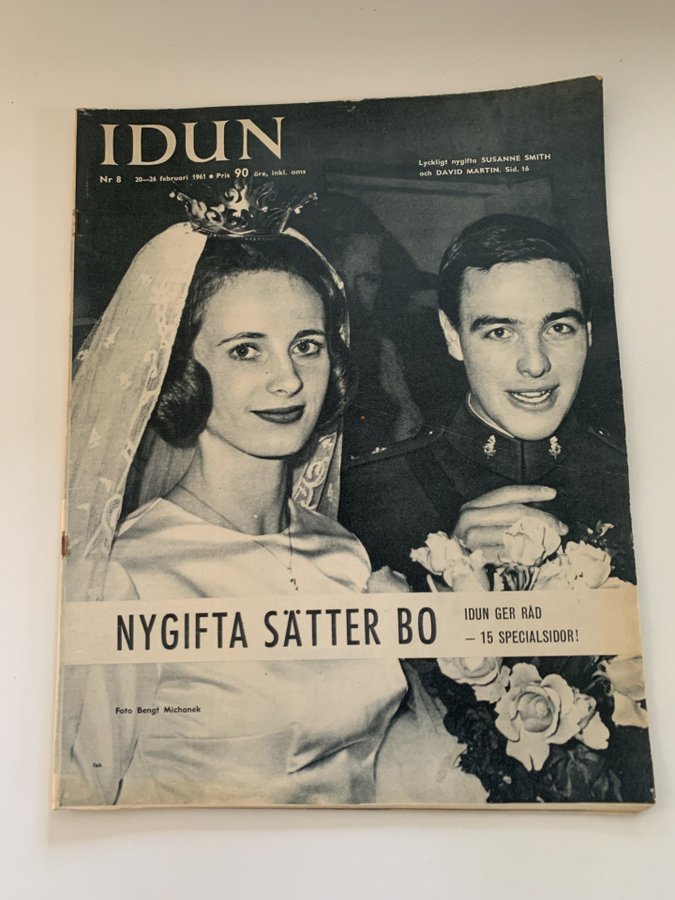 IDUN
Nr 8 20—26 februari 1961 • Pris 90 öre, inkl. oms
Lyckligt nygifta SUSANNE SMITH
och DAVID MARTIN. Sid. 16
NYGIFTA SÄTTER BO
IDUN GER RÅD
– 15 SPECIALSIDOR!
Foto Bengt Michanek